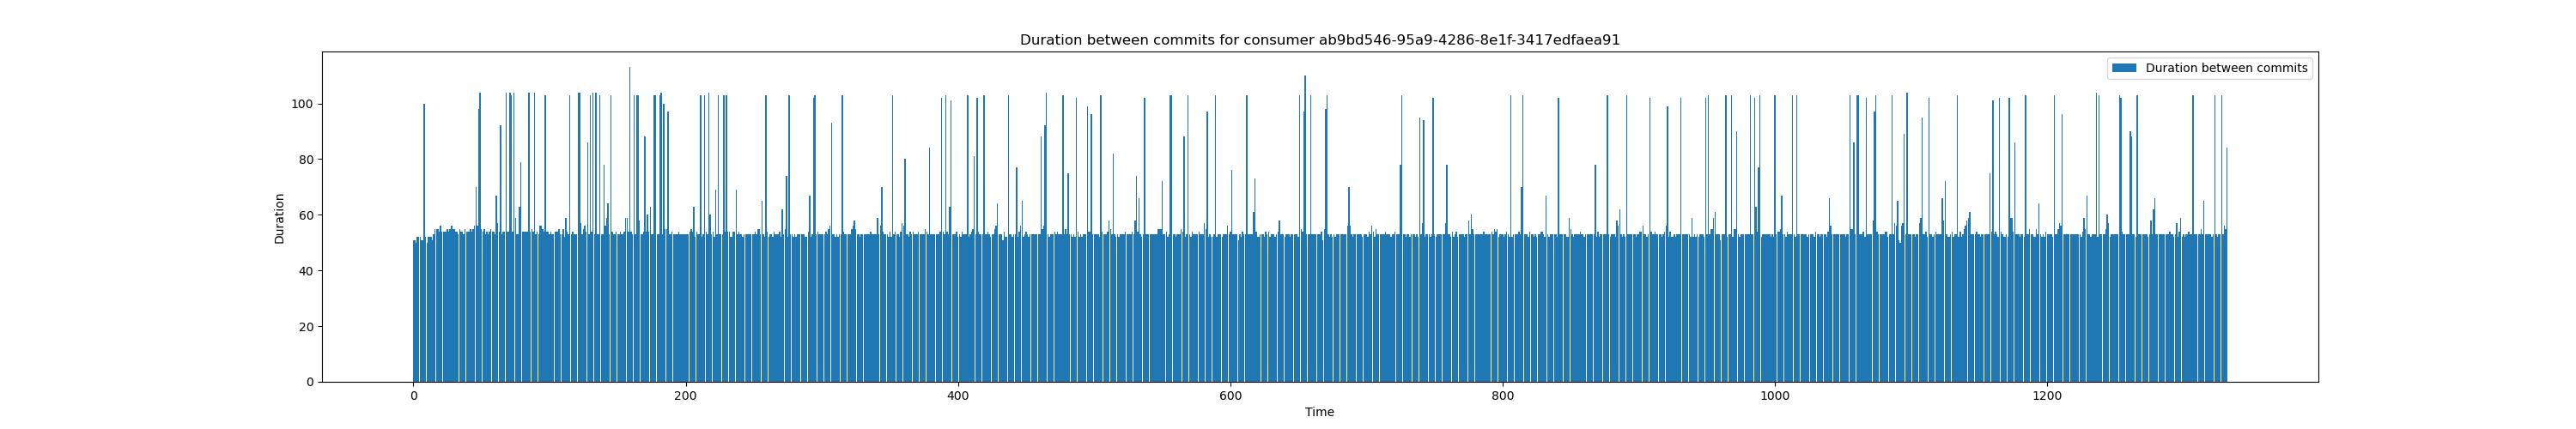 Duration between commits for consumer ab9bd546-95a9-4286-8e1f-3417edfaea91
Duration between commits
100
80
60
40
20
0
Duration
0 200 400 600 800 1000 1200
Time